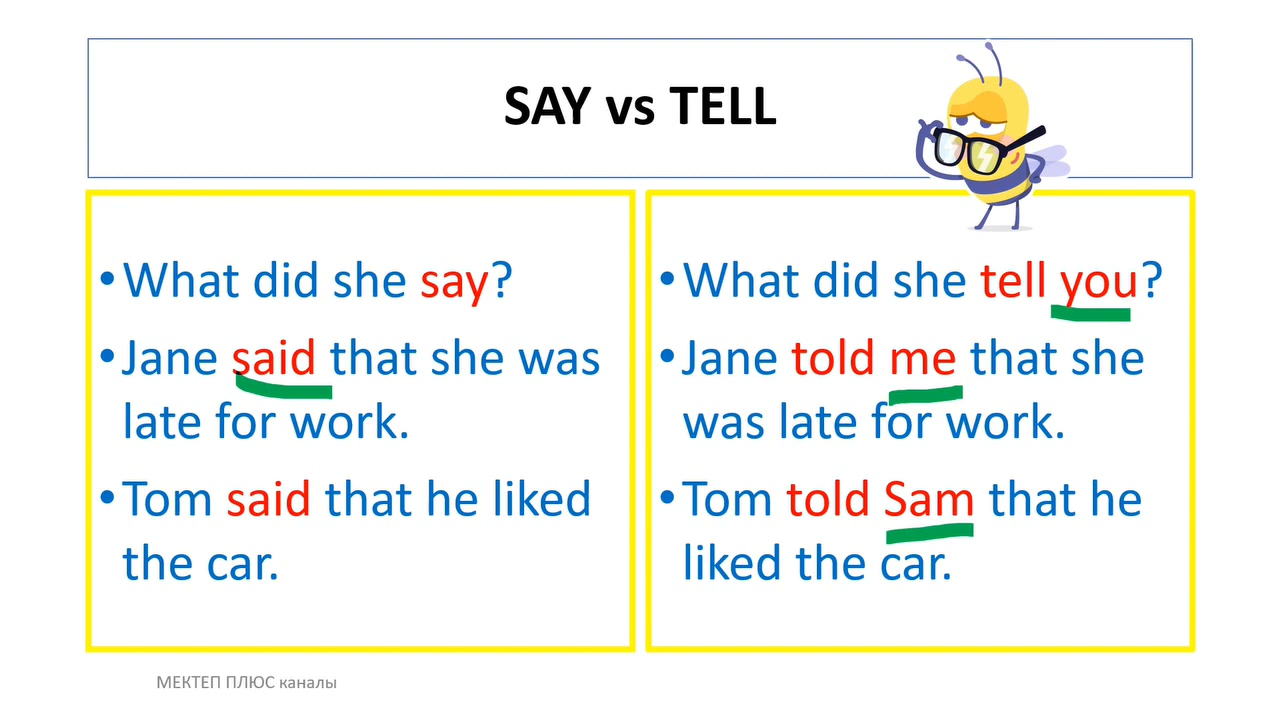 SAY vs TELL
•What did she say?
•Jane said that she was
late for work.
•Tom said that he liked
the car.
•What did she tell you?
•Jane told me that she
was late for work.
•Tom told Sam that he
liked the car.
МЕКТЕП ПЛЮС каналы